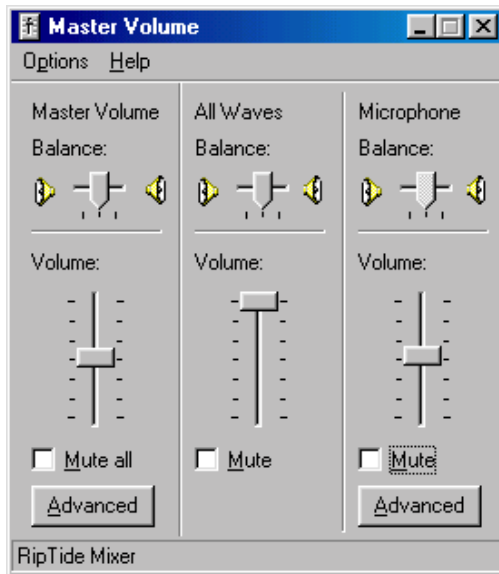 Master Volume
Options Help
Master Volume
Balance:
Volume:
Mute all
Advanced
All Waves
Balance:
Volume:
Mute
Microphone
Balance:
Volume:
Mute
Advanced
RipTide Mixer